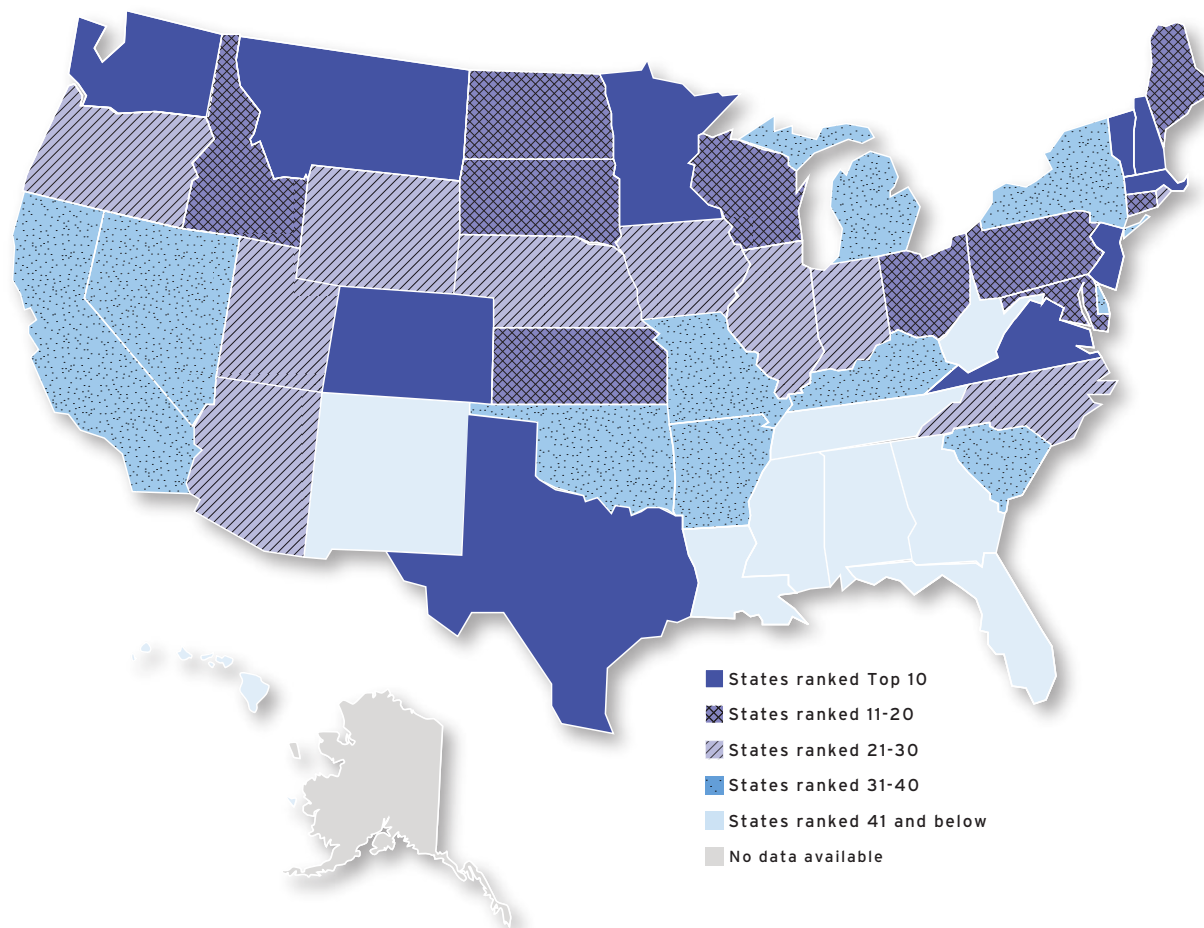 States ranked Top 10
States ranked 11-20
States ranked 21-30
States ranked 31-40
States ranked 41 and below
No data available